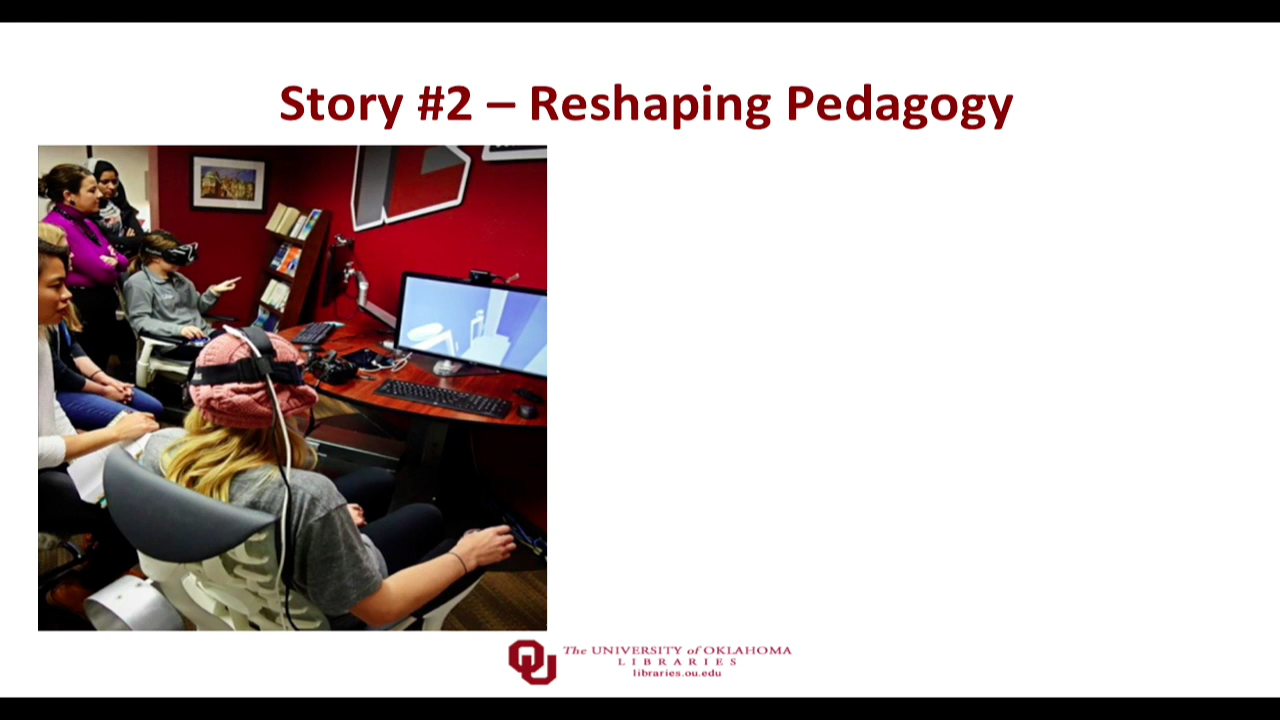 Story #2 – Reshaping Pedagogy
The UNIVERSITY of OKLAHOMA
LIBRARIES
libraries.ou.edu